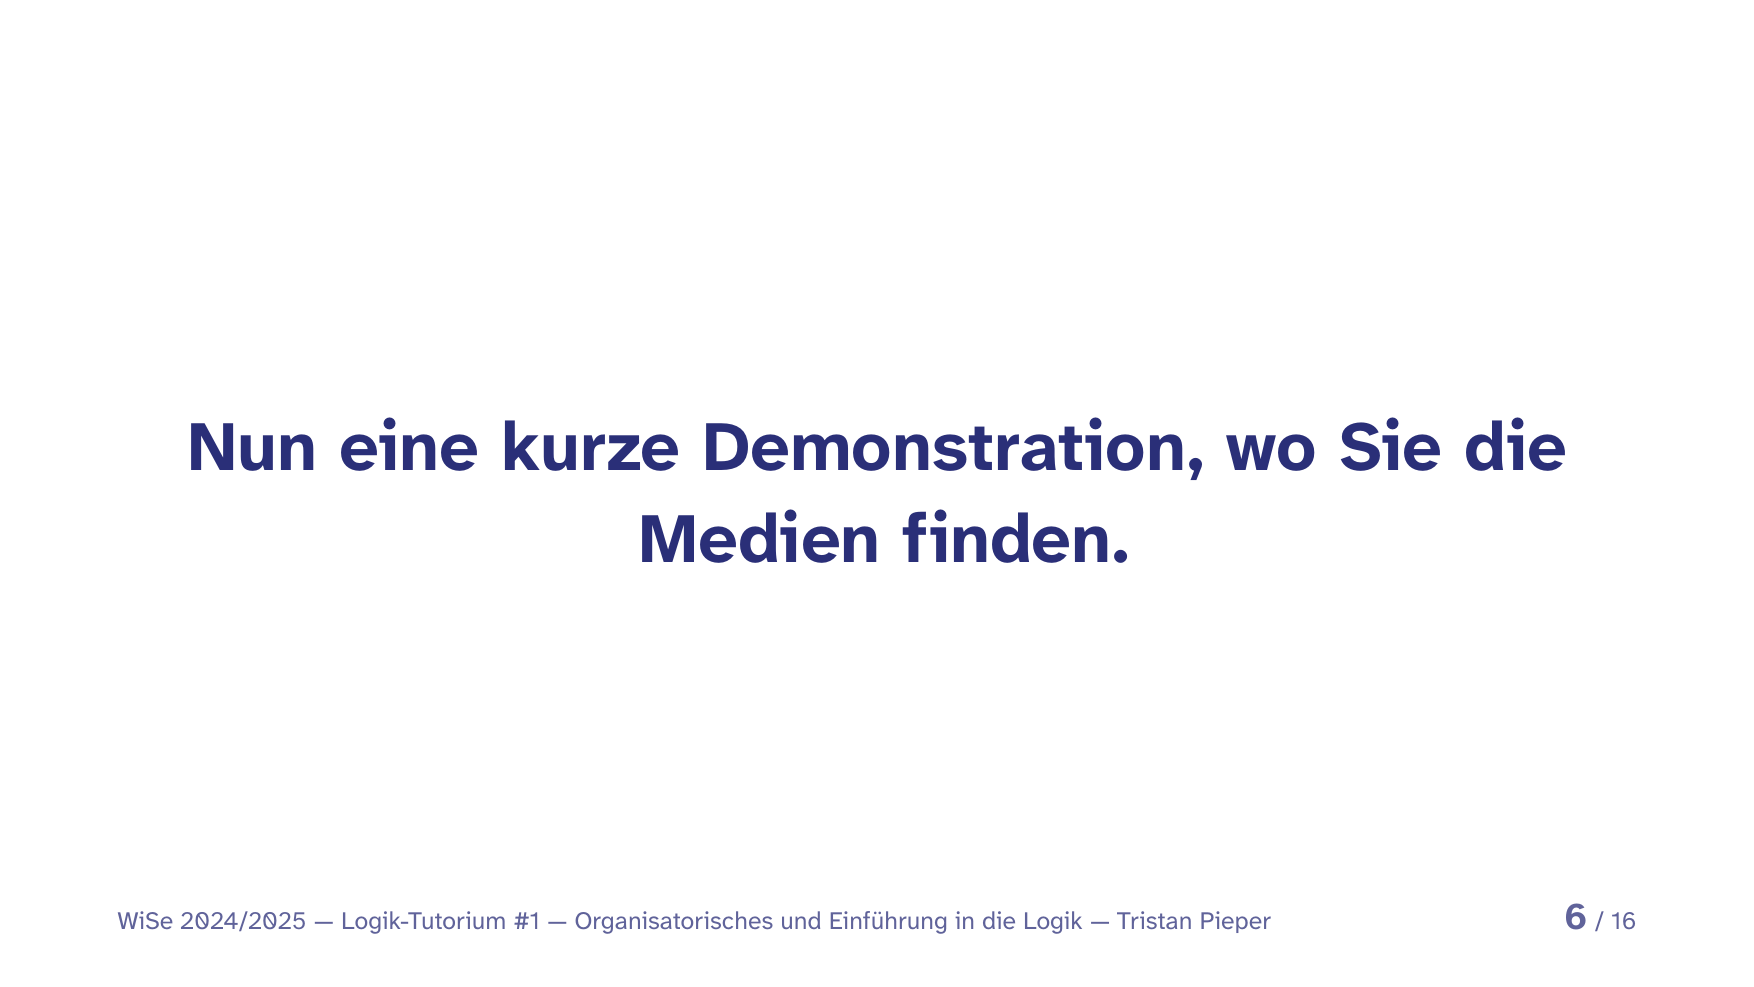 Nun eine kurze Demonstration, wo Sie die
Medien finden.
WiSe 2024/2025 — Logik-Tutorium #1 — Organisatorisches und Einführung in die Logik — Tristan Pieper
6 / 16